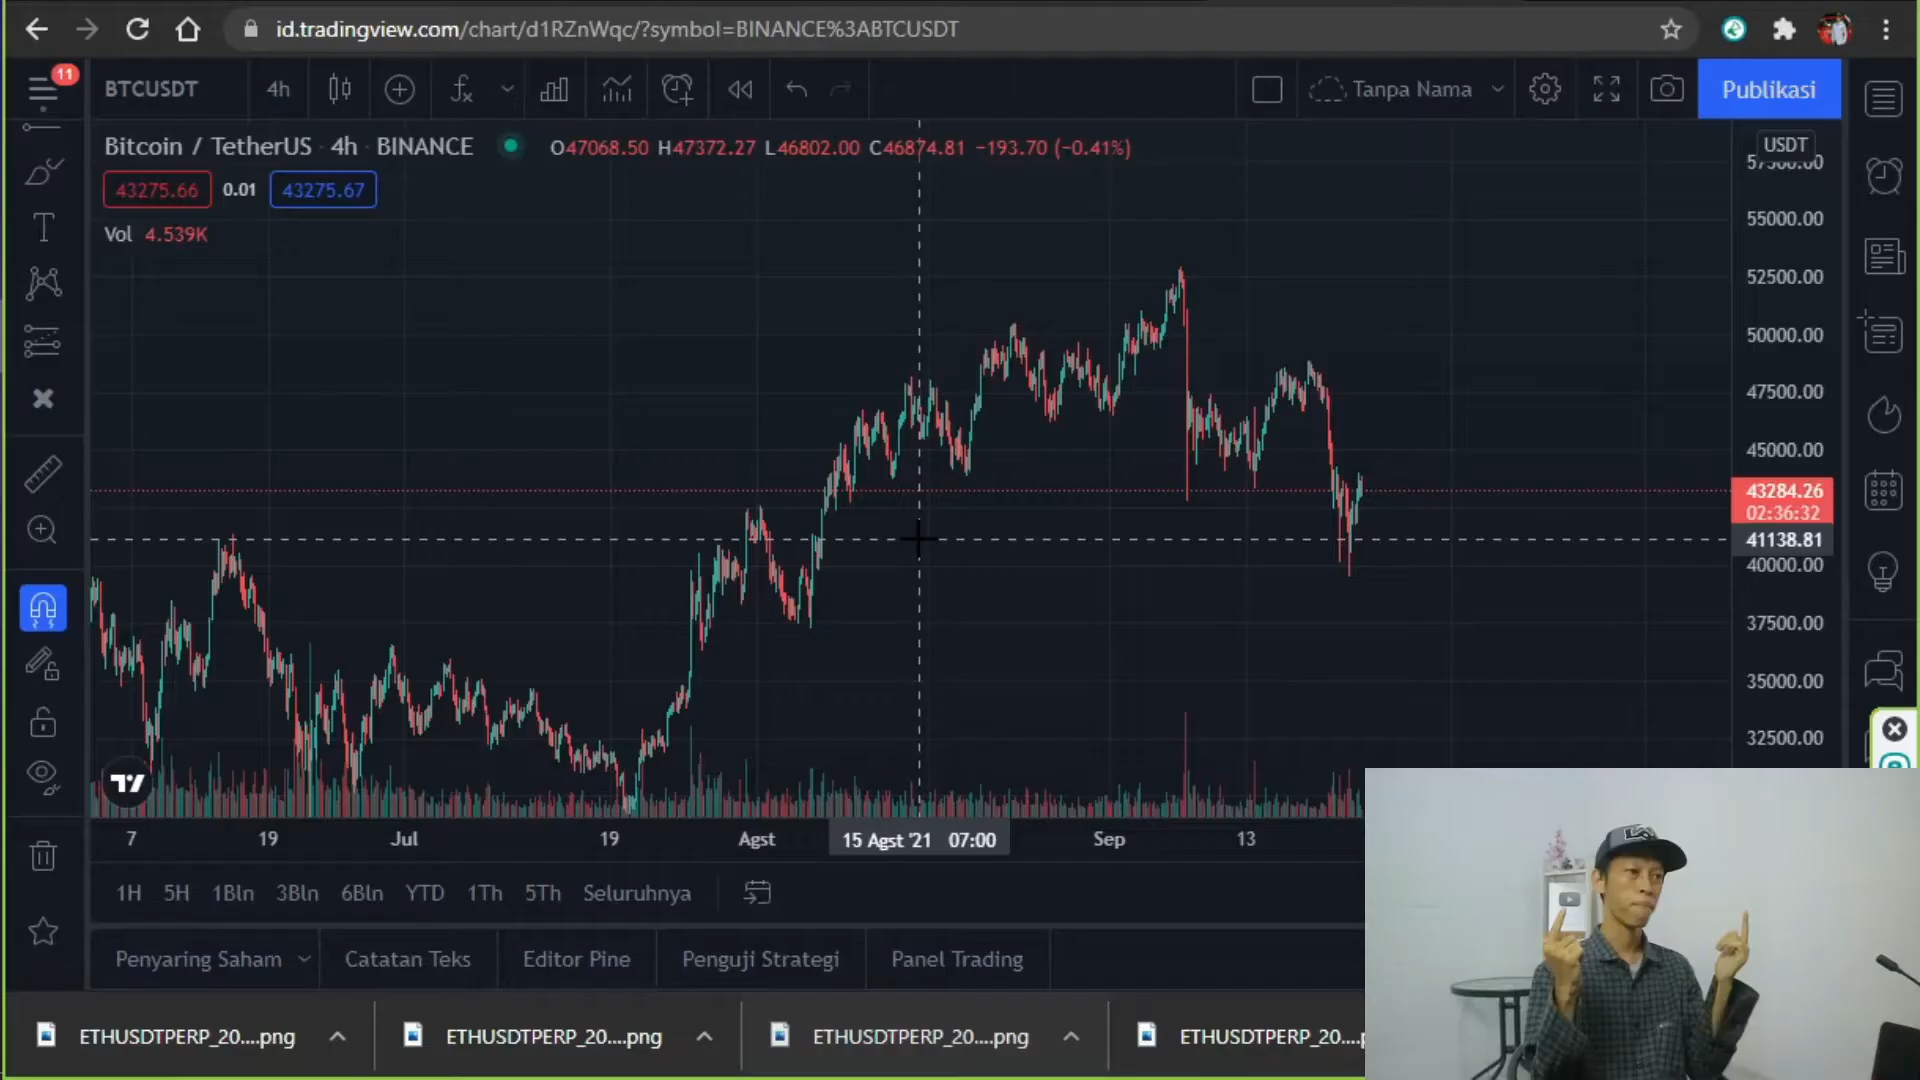 id.tradingview.com/chart/d1RZnWqc/?symbol=BINANCE%3ABTCUSDT
11
BTCUSDT 4h
Tanpa Nama
Publikasi
Bitcoin / TetherUS · 4h · BINANCE O47068.50 H47372.27 L46802.00 C46874.81 −193.70 (−0.41%)
43275.66 0.01 43275.67
Vol 4.539K
USDT
57500.00
55000.00
52500.00
50000.00
47500.00
45000.00
43284.26
02:36:32
41138.81
40000.00
37500.00
35000.00
32500.00
7 19 Jul 19 Agst 15 Agst '21 07:00 Sep 13
1H 5H 1Bln 3Bln 6Bln YTD 1Th 5Th Seluruhnya
Penyaring Saham Catatan Teks Editor Pine Penguji Strategi Panel Trading
ETHUSDTPERP_20....png ETHUSDTPERP_20....png ETHUSDTPERP_20....png ETHUSDTPERP_20....p